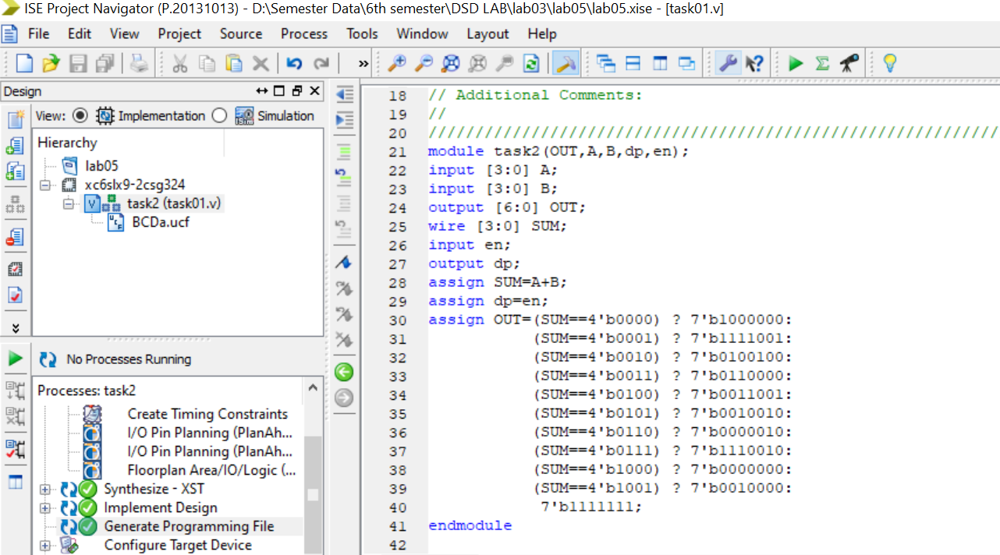 ISE Project Navigator (P.20131013) - D:\Semester Data\6th semester\DSD LAB\lab03\lab05\lab05.xise - [task01.v]
File Edit View Project Source Process Tools Window Layout Help
Design
View: Implementation Simulation
Hierarchy
lab05
xc6slx9-2csg324
task2 (task01.v)
BCDa.ucf
No Processes Running
Processes: task2
Create Timing Constraints
I/O Pin Planning (PlanAh...
I/O Pin Planning (PlanAh...
Floorplan Area/IO/Logic (...
Synthesize - XST
Implement Design
Generate Programming File
Configure Target Device
18 // Additional Comments:
19 //
20 //////////////////////////////////////////////////////////////
21 module task2(OUT,A,B,dp,en);
22 input [3:0] A;
23 input [3:0] B;
24 output [6:0] OUT;
25 wire [3:0] SUM;
26 input en;
27 output dp;
28 assign SUM=A+B;
29 assign dp=en;
30 assign OUT=(SUM==4'b0000) ? 7'b1000000:
31 (SUM==4'b0001) ? 7'b1111001:
32 (SUM==4'b0010) ? 7'b0100100:
33 (SUM==4'b0011) ? 7'b0110000:
34 (SUM==4'b0100) ? 7'b0011001:
35 (SUM==4'b0101) ? 7'b0010010:
36 (SUM==4'b0110) ? 7'b0000010:
37 (SUM==4'b0111) ? 7'b1110010:
38 (SUM==4'b1000) ? 7'b0000000:
39 (SUM==4'b1001) ? 7'b0010000:
40 7'b1111111;
41 endmodule
42